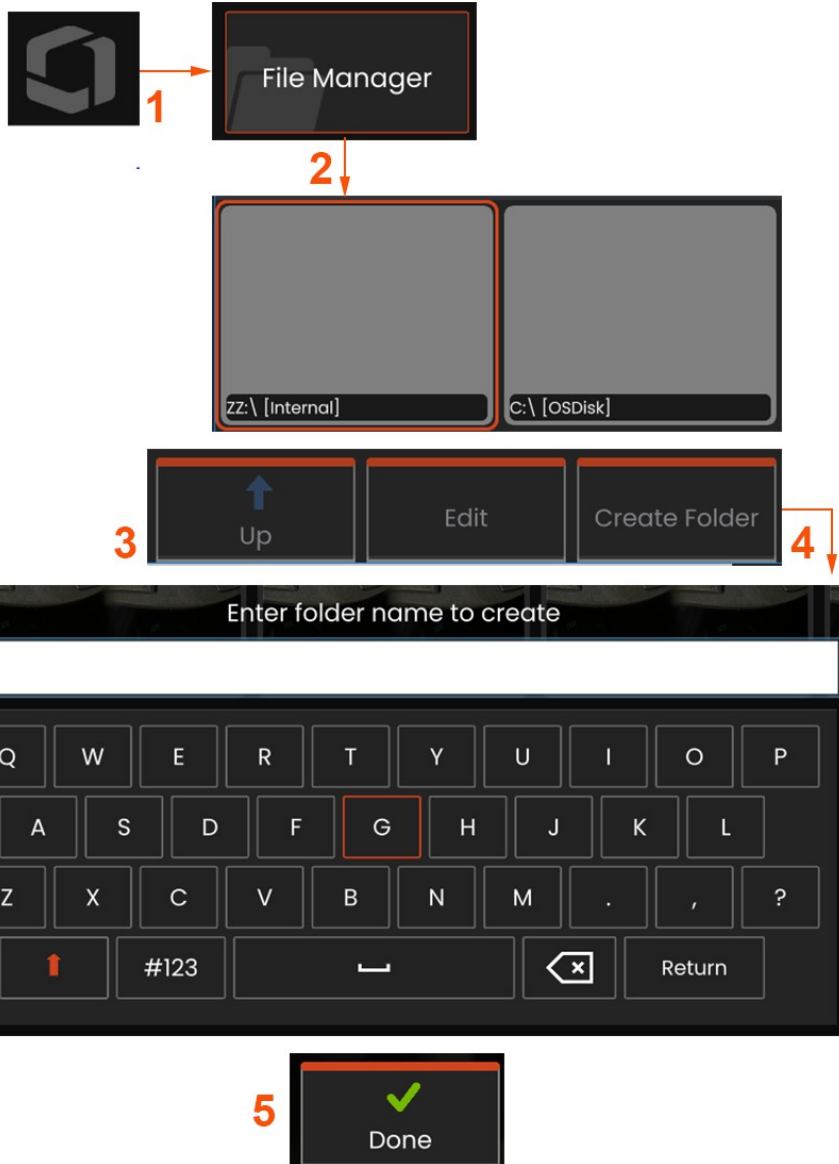 1
File Manager
2
ZZ:\ [Internal] C:\ [OSDisk]
3 Up Edit Create Folder 4
Enter folder name to create
Q W E R T Y U I O P
A S D F G H J K L
Z X C V B N M . , ?
#123 Return
5
Done